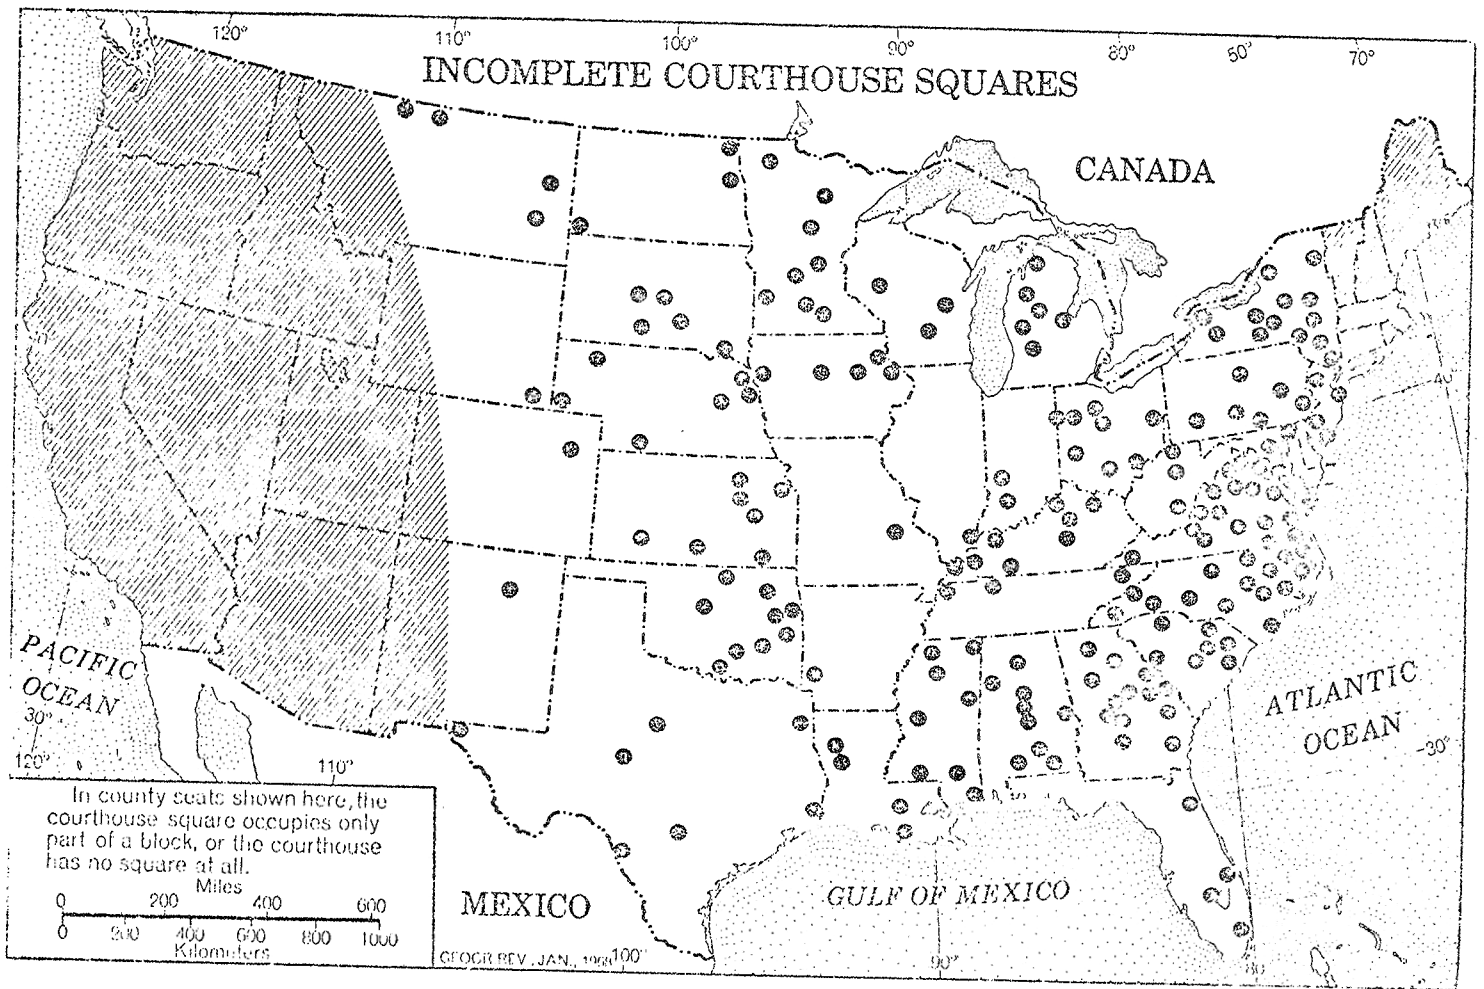 120° 110° 100° 90° 80° 70°
INCOMPLETE COURTHOUSE SQUARES
CANADA
40°
PACIFIC
OCEAN
30°
120°
110°
ATLANTIC
OCEAN
30°
In county seats shown here, the
courthouse square occupies only
part of a block, or the courthouse
has no square at all.
Miles
0 200 400 600
0 200 400 600 800 1000
Kilometers
MEXICO
GULF OF MEXICO
GEOGR. REV., JAN., 1968
100°
90°
80